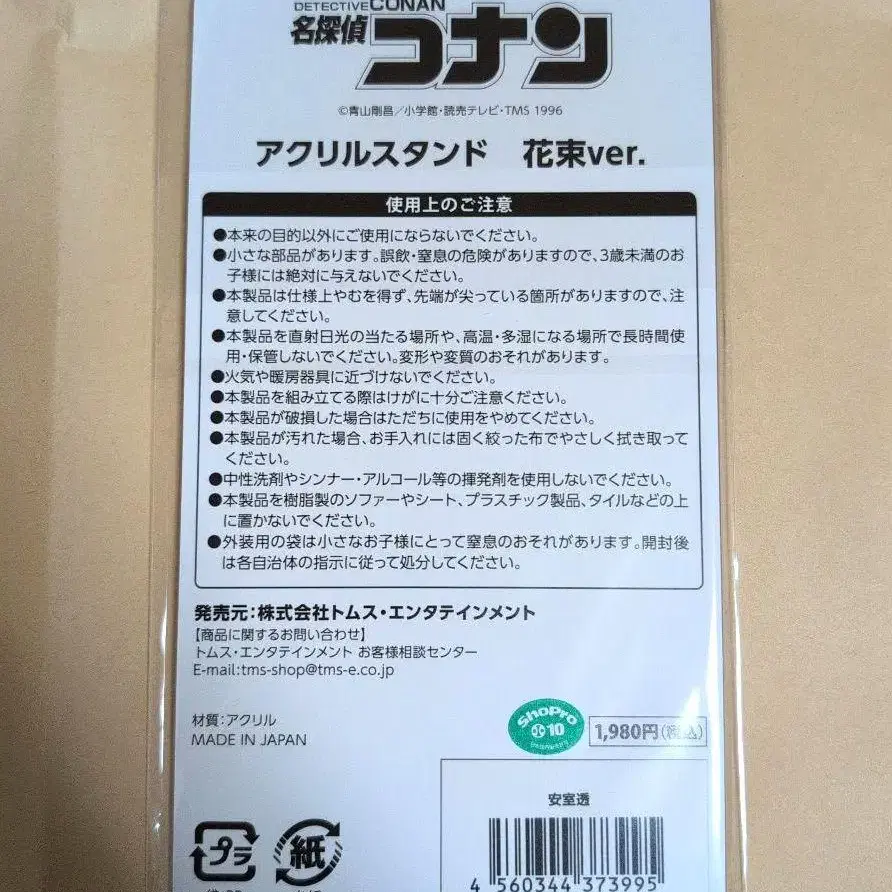 DETECTIVE CONAN
名探偵
コナン
©青山剛昌／小学館・読売テレビ・TMS 1996
アクリルスタンド 花束ver.
使用上のご注意
●本来の目的以外にご使用にならないでください。
●小さな部品があります。誤飲・窒息の危険がありますので、3歳未満のお
子様には絶対に与えないでください。
●本製品は仕様上やむを得ず、先端が尖っている箇所がありますので、注
意してください。
●本製品を直射日光の当たる場所や、高温・多湿になる場所で長時間使
用・保管しないでください。変形や変質のおそれがあります。
●火気や暖房器具に近づけないでください。
●本製品を組み立てる際はけがに十分ご注意ください。
●本製品が破損した場合はただちに使用をやめてください。
●本製品が汚れた場合、お手入れには固く絞った布でやさしく拭き取って
ください。
●中性洗剤やシンナー・アルコール等の揮発剤を使用しないでください。
●本製品を樹脂製のソファーやシート、プラスチック製品、タイルなどの上
に置かないでください。
●外装用の袋は小さなお子様にとって窒息のおそれがあります。開封後
は各自治体の指示に従って処分してください。
発売元：株式会社トムス・エンタテインメント
【商品に関するお問い合わせ】
トムス・エンタテインメント お客様相談センター
E-mail:tms-shop@tms-e.co.jp
材質：アクリル
MADE IN JAPAN
ShoPro
10
1,980円(税込)
安室透
プラ
紙
4 560344 373995